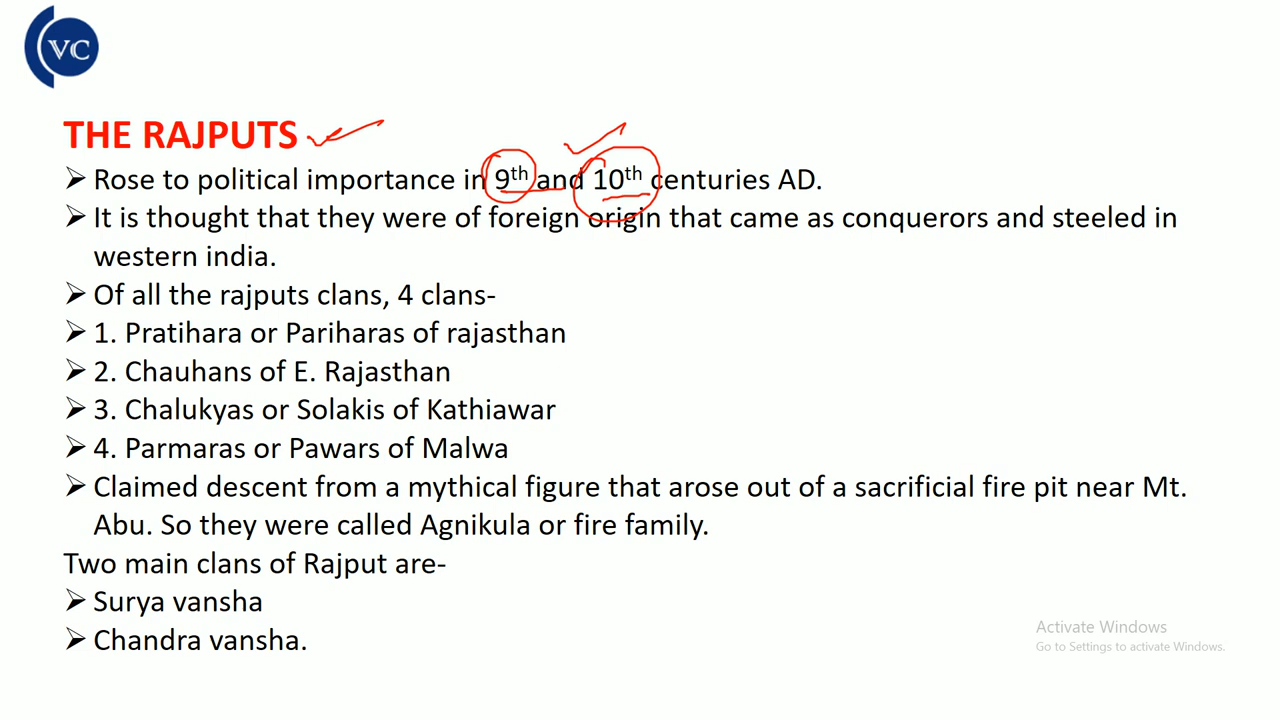 VC
THE RAJPUTS
➢ Rose to political importance in 9th and 10th centuries AD.
➢ It is thought that they were of foreign origin that came as conquerors and steeled in
western india.
➢ Of all the rajputs clans, 4 clans-
➢ 1. Pratihara or Pariharas of rajasthan
➢ 2. Chauhans of E. Rajasthan
➢ 3. Chalukyas or Solakis of Kathiawar
➢ 4. Parmaras or Pawars of Malwa
➢ Claimed descent from a mythical figure that arose out of a sacrificial fire pit near Mt.
Abu. So they were called Agnikula or fire family.
Two main clans of Rajput are-
➢ Surya vansha
➢ Chandra vansha.
Activate Windows
Go to Settings to activate Windows.